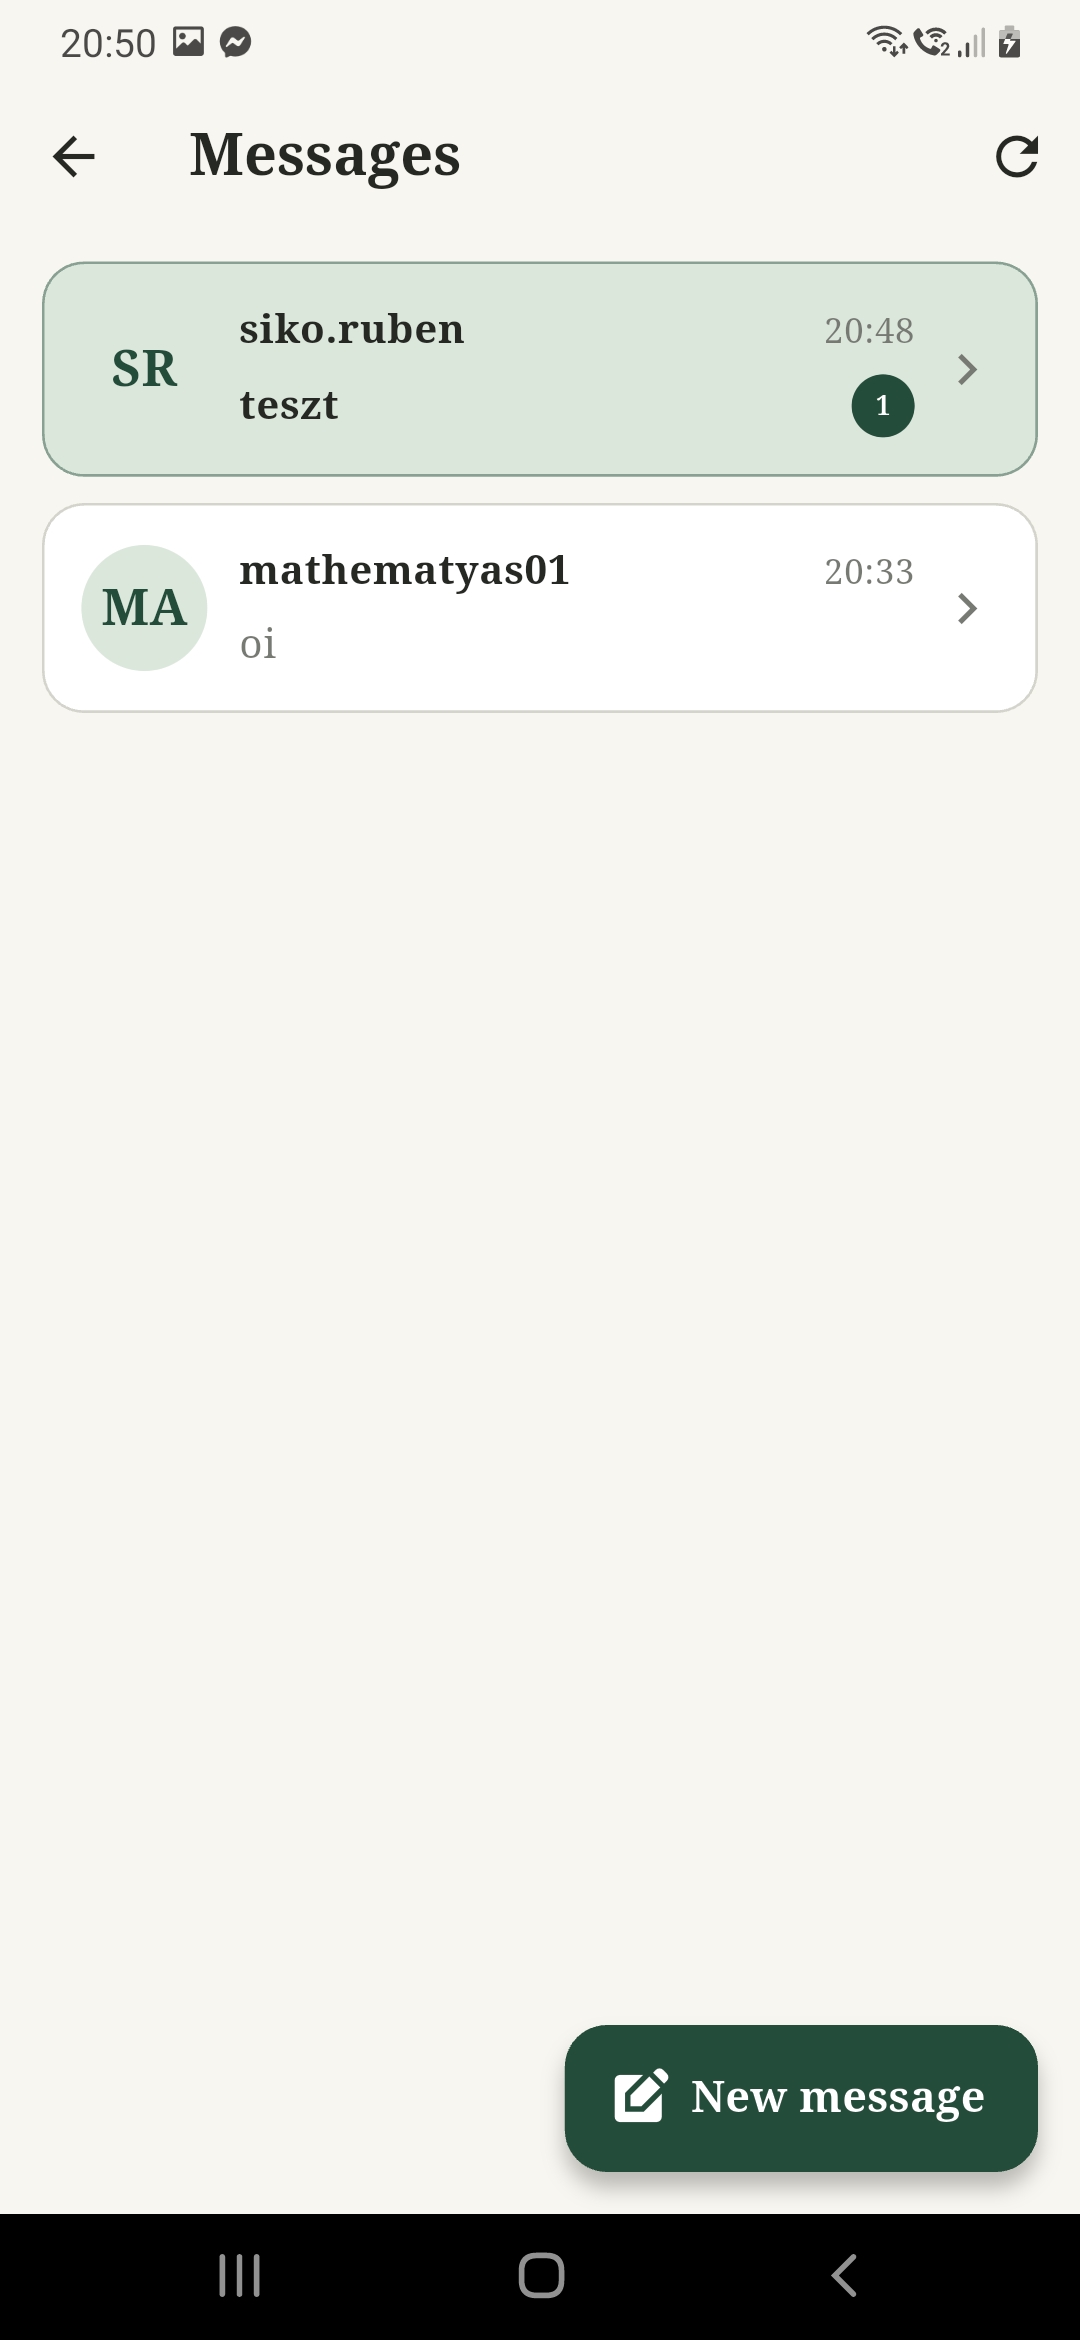 20:50
Messages
SR
siko.ruben
20:48
teszt
1
MA
mathematyas01
20:33
oi
New message